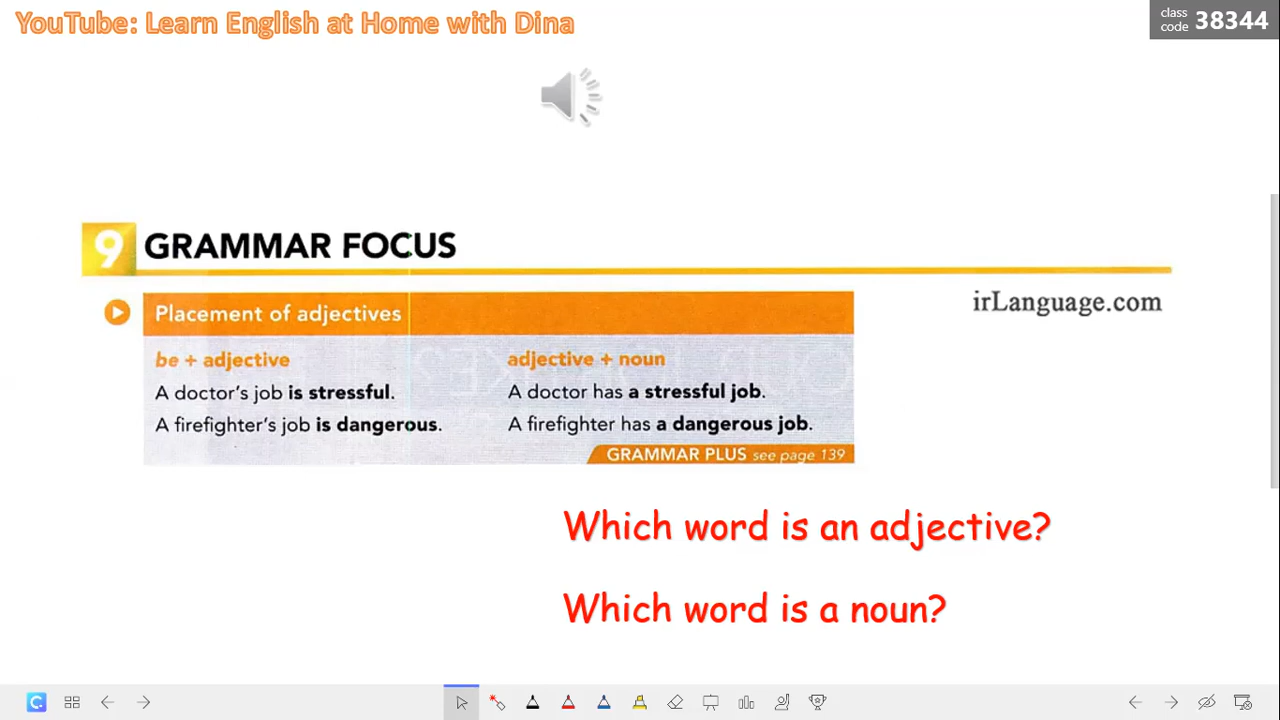 YouTube: Learn English at Home with Dina
class
code 38344
9 GRAMMAR FOCUS
irLanguage.com
Placement of adjectives
be + adjective
A doctor's job is stressful.
A firefighter's job is dangerous.
adjective + noun
A doctor has a stressful job.
A firefighter has a dangerous job.
GRAMMAR PLUS see page 139
Which word is an adjective?
Which word is a noun?